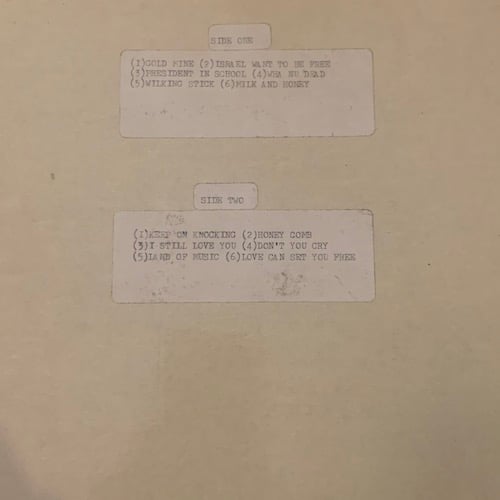 SIDE ONE
(1)GOLD MINE (2)ISRAEL WANT TO BE FREE
(3)PRESIDENT IN SCHOOL (4)WHA NU DEAD
(5)WILKING STICK (6)MILK AND HONEY
SIDE TWO
(1)KEEP ON KNOCKING (2)HONEY COMB
(3)I STILL LOVE YOU (4)DON'T YOU CRY
(5)LAND OF MUSIC (6)LOVE CAN SET YOU FREE